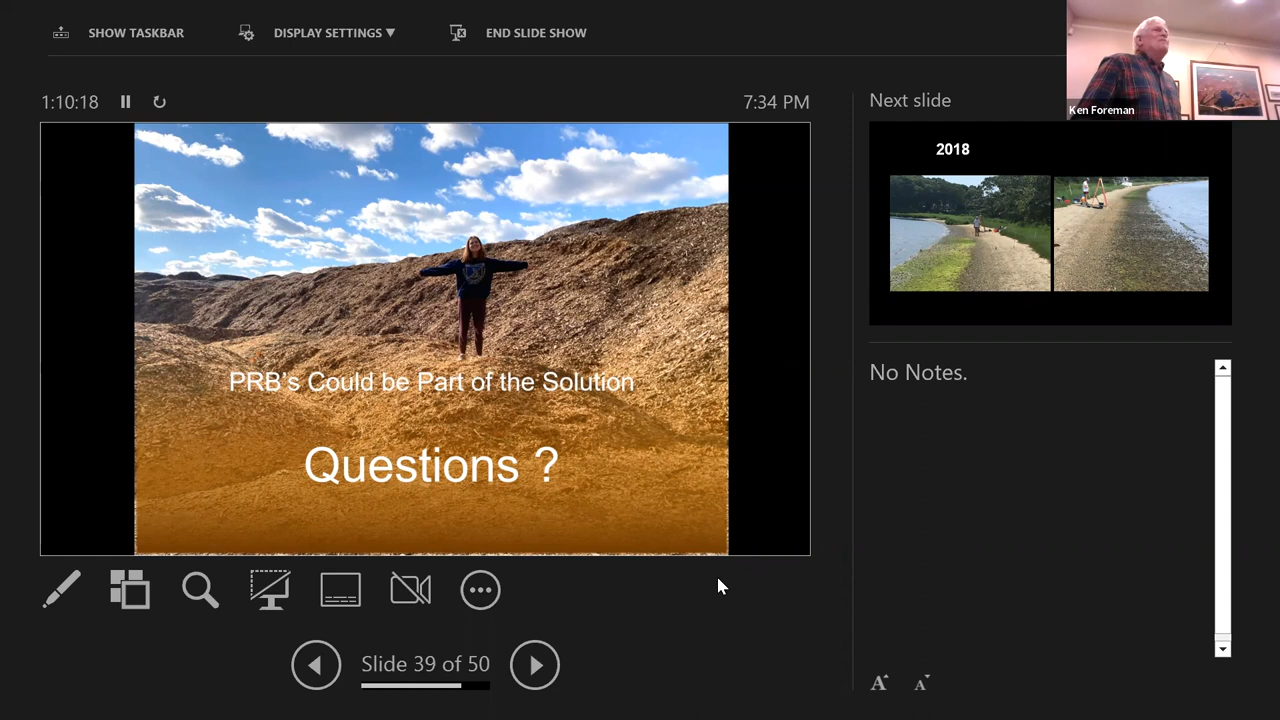 SHOW TASKBAR
DISPLAY SETTINGS ▼
END SLIDE SHOW
Ken Foreman
1:10:18
7:34 PM
PRB's Could be Part of the Solution
Questions ?
Slide 39 of 50
Next slide
2018
No Notes.
A
A